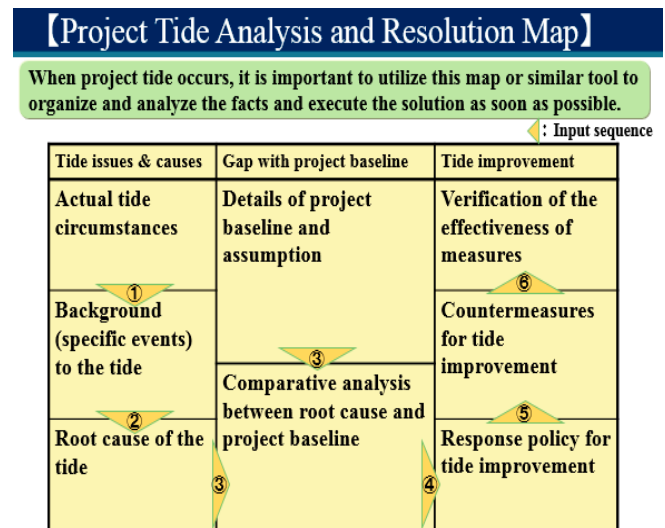 【Project Tide Analysis and Resolution Map】
When project tide occurs, it is important to utilize this map or similar tool to
organize and analyze the facts and execute the solution as soon as possible.
: Input sequence
Tide issues & causes
Gap with project baseline
Tide improvement
Actual tide
circumstances
①
Background
(specific events)
to the tide
②
Root cause of the
tide
③
Details of project
baseline and
assumption
③
Comparative analysis
between root cause and
project baseline
④
Verification of the
effectiveness of
measures
⑥
Countermeasures
for tide
improvement
⑤
Response policy for
tide improvement